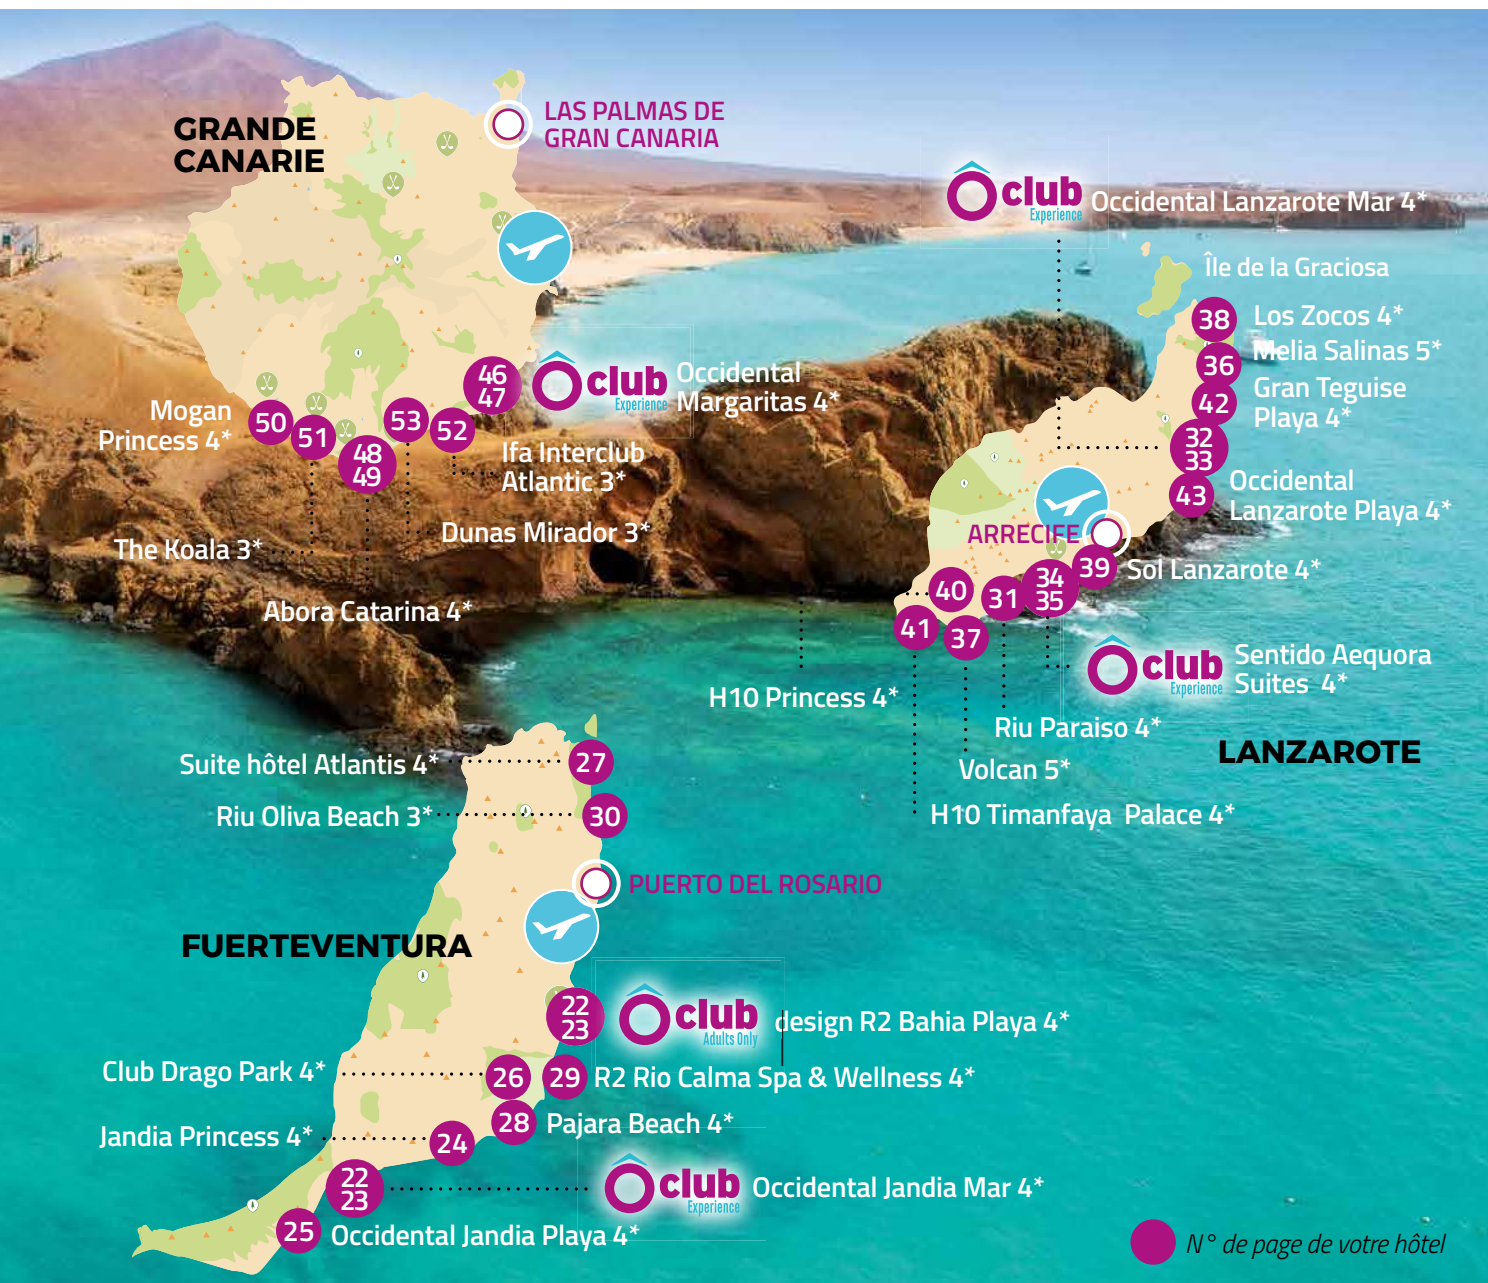 GRANDE
CANARIE
LAS PALMAS DE
GRAN CANARIA
Ô club
Experience
Occidental Lanzarote Mar 4*
Île de la Graciosa
38
Los Zocos 4*
36
Melia Salinas 5*
42
Gran Teguise
Playa 4*
32
33
43
Occidental
Lanzarote Playa 4*
ARRECIFE
39
Sol Lanzarote 4*
34
35
31
40
41
37
Ô club
Experience
Sentido Aequora
Suites 4*
H10 Princess 4*
Riu Paraiso 4*
Volcan 5*
H10 Timanfaya Palace 4*
LANZAROTE
46
47
Ô club
Experience
Occidental
Margaritas 4*
Mogan
Princess 4*
50
51
48
49
53
52
Ifa Interclub
Atlantic 3*
Dunas Mirador 3*
The Koala 3*
Abora Catarina 4*
Suite hôtel Atlantis 4*
27
Riu Oliva Beach 3*
30
PUERTO DEL ROSARIO
FUERTEVENTURA
22
23
Ô club
Adults Only
design R2 Bahia Playa 4*
Club Drago Park 4*
26
29
R2 Rio Calma Spa & Wellness 4*
28
Pajara Beach 4*
Jandia Princess 4*
24
22
23
Ô club
Experience
Occidental Jandia Mar 4*
25
Occidental Jandia Playa 4*
N° de page de votre hôtel